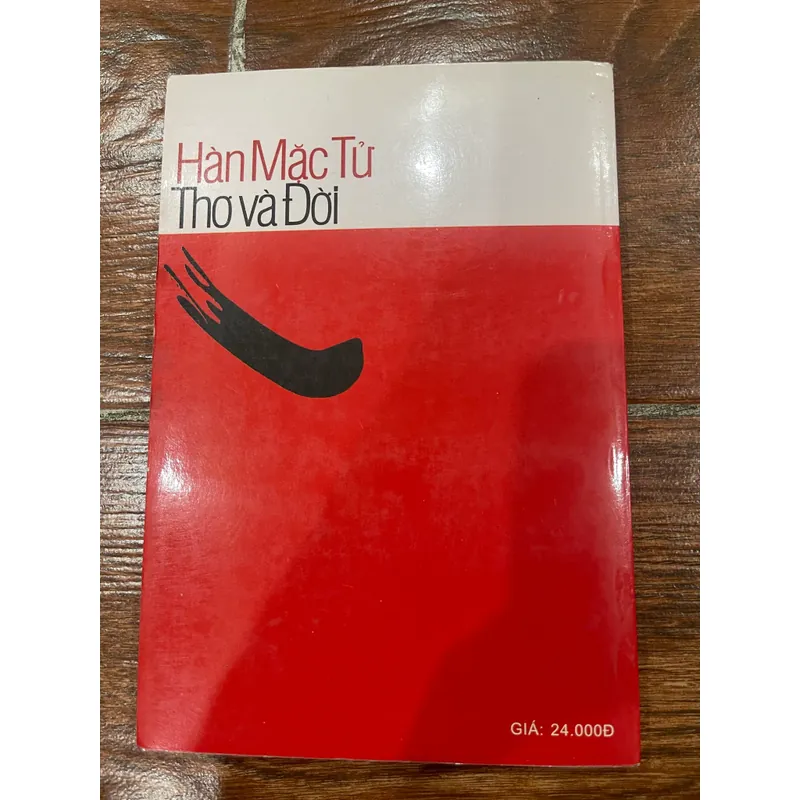 Hàn Mặc Tử
Thơ và Đời
GIÁ: 24.000Đ